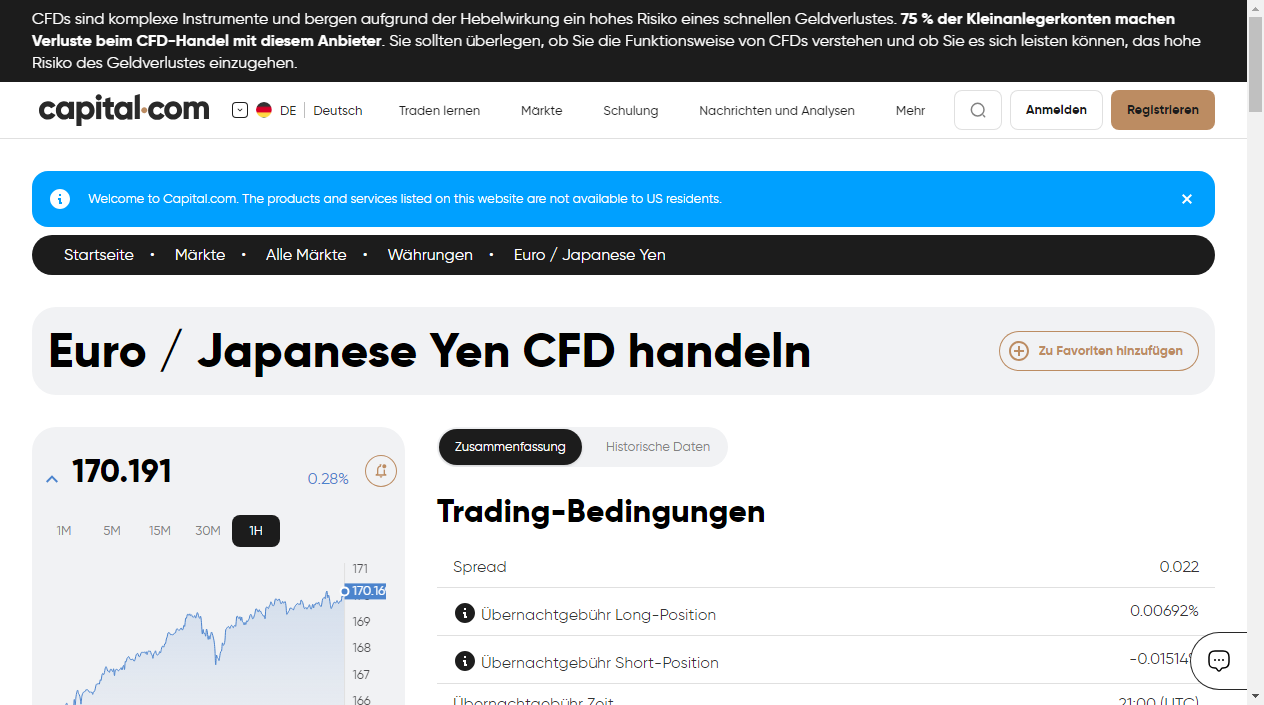 CFDs sind komplexe Instrumente und bergen aufgrund der Hebelwirkung ein hohes Risiko eines schnellen Geldverlustes. 75 % der Kleinanlegerkonten machen
Verluste beim CFD-Handel mit diesem Anbieter. Sie sollten überlegen, ob Sie die Funktionsweise von CFDs verstehen und ob Sie es sich leisten können, das hohe
Risiko des Geldverlustes einzugehen.
capital.com DE Deutsch Traden lernen Märkte Schulung Nachrichten und Analysen Mehr Anmelden Registrieren
Welcome to Capital.com. The products and services listed on this website are not available to US residents.
Startseite • Märkte • Alle Märkte • Währungen • Euro / Japanese Yen
Euro / Japanese Yen CFD handeln
Zu Favoriten hinzufügen
170.191 0.28%
1M 5M 15M 30M 1H
171
170.16
169
168
167
166
Zusammenfassung Historische Daten
Trading-Bedingungen
Spread 0.022
Übernachtgebühr Long-Position 0.00692%
Übernachtgebühr Short-Position -0.01514%
Übernachtgebühr Zeit 21:00 (UTC)